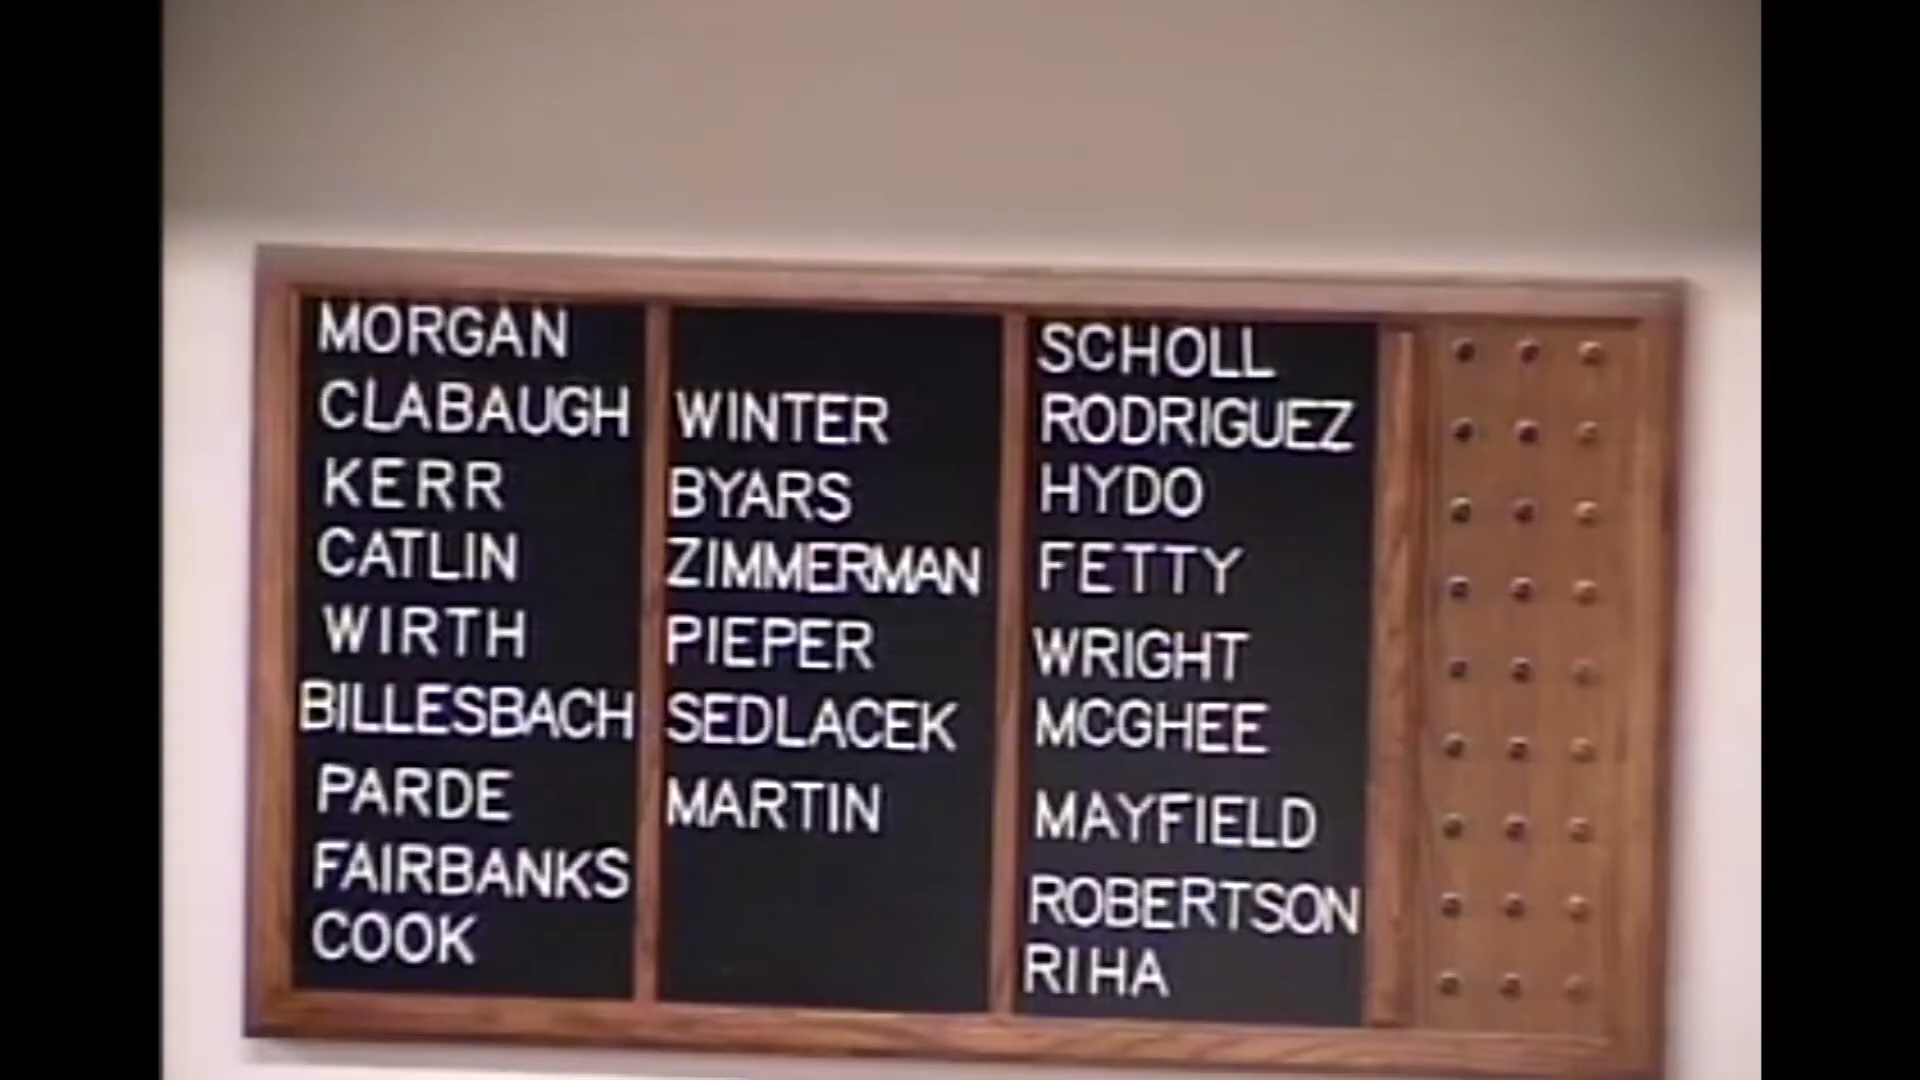 MORGAN
CLABAUGH
KERR
CATLIN
WIRTH
BILLESBACH
PARDE
FAIRBANKS
COOK
WINTER
BYARS
ZIMMERMAN
PIEPER
SEDLACEK
MARTIN
SCHOLL
RODRIGUEZ
HYDO
FETTY
WRIGHT
MCGHEE
MAYFIELD
ROBERTSON
RIHA